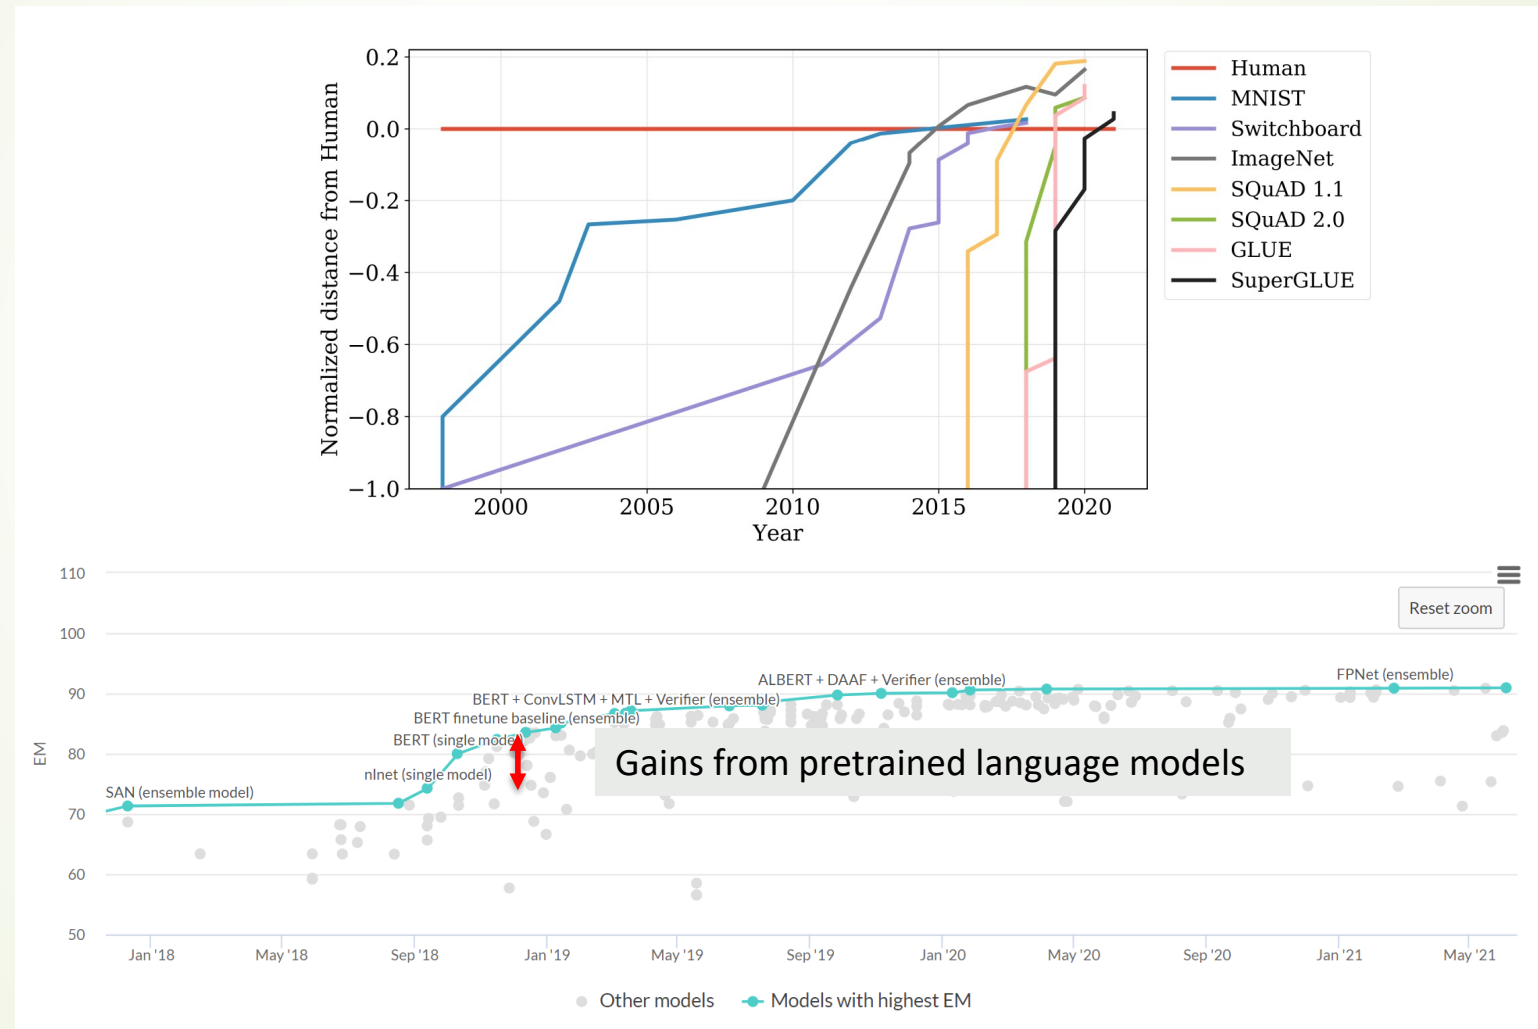 0.2
0.0
−0.2
−0.4
−0.6
−0.8
−1.0
Normalized distance from Human
2000 2005 2010 2015 2020
Year
Human
MNIST
Switchboard
ImageNet
SQuAD 1.1
SQuAD 2.0
GLUE
SuperGLUE
110
100
90
80
70
60
50
EM
Reset zoom
FPNet (ensemble)
ALBERT + DAAF + Verifier (ensemble)
BERT + ConvLSTM + MTL + Verifier (ensemble)
BERT finetune baseline (ensemble)
BERT (single mode
nlnet (single model)
SAN (ensemble model)
Gains from pretrained language models
Jan '18 May '18 Sep '18 Jan '19 May '19 Sep '19 Jan '20 May '20 Sep '20 Jan '21 May '21
Other models Models with highest EM